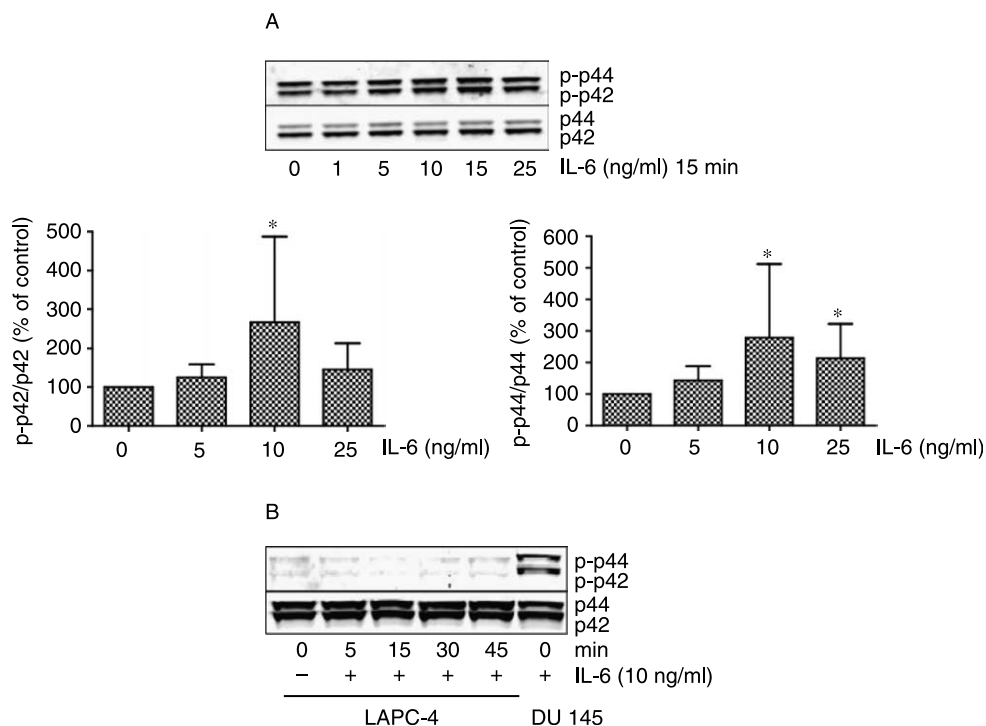 A
p-p44
p-p42
p44
p42
0 1 5 10 15 25 IL-6 (ng/ml) 15 min
p-p42/p42 (% of control)
500
400
300
200
100
0
*
0 5 10 25 IL-6 (ng/ml)
p-p44/p44 (% of control)
600
500
400
300
200
100
0
* *
0 5 10 25 IL-6 (ng/ml)
B
p-p44
p-p42
p44
p42
0 5 15 30 45 0 min
– + + + + + IL-6 (10 ng/ml)
LAPC-4 DU 145